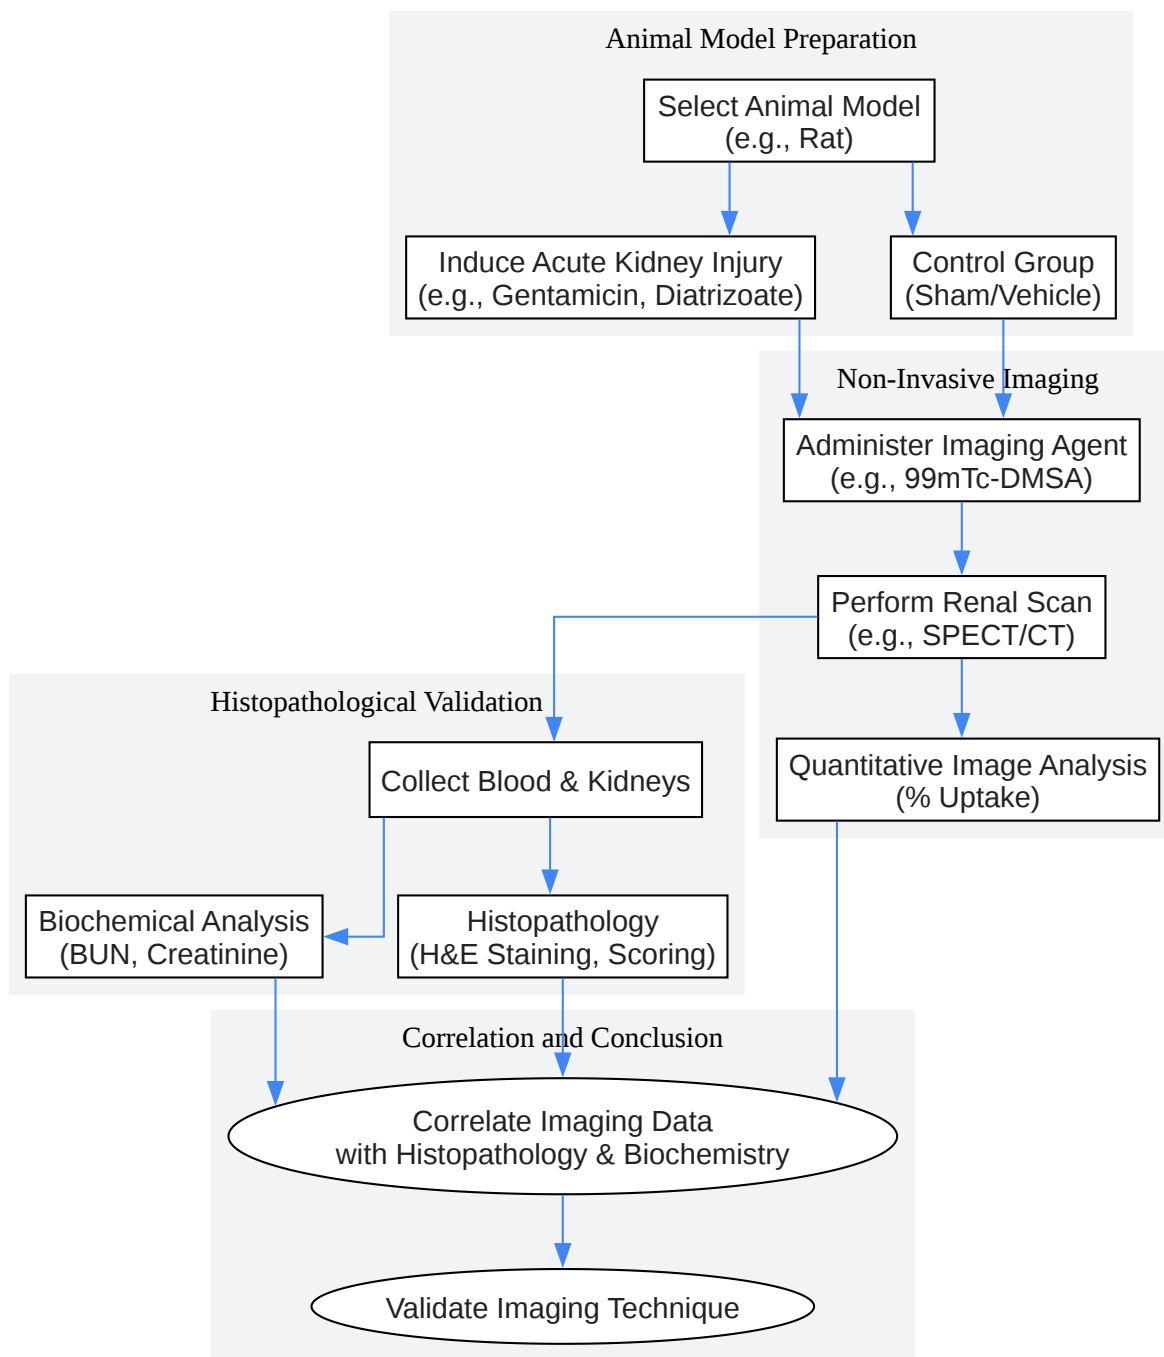 Animal Model Preparation
Select Animal Model
(e.g., Rat)
Induce Acute Kidney Injury
(e.g., Gentamicin, Diatrizoate)
Control Group
(Sham/Vehicle)
Non-Invasive Imaging
Administer Imaging Agent
(e.g., 99mTc-DMSA)
Perform Renal Scan
(e.g., SPECT/CT)
Histopathological Validation
Collect Blood & Kidneys
Quantitative Image Analysis
(% Uptake)
Biochemical Analysis
(BUN, Creatinine)
Histopathology
(H&E Staining, Scoring)
Correlation and Conclusion
Correlate Imaging Data
with Histopathology & Biochemistry
Validate Imaging Technique